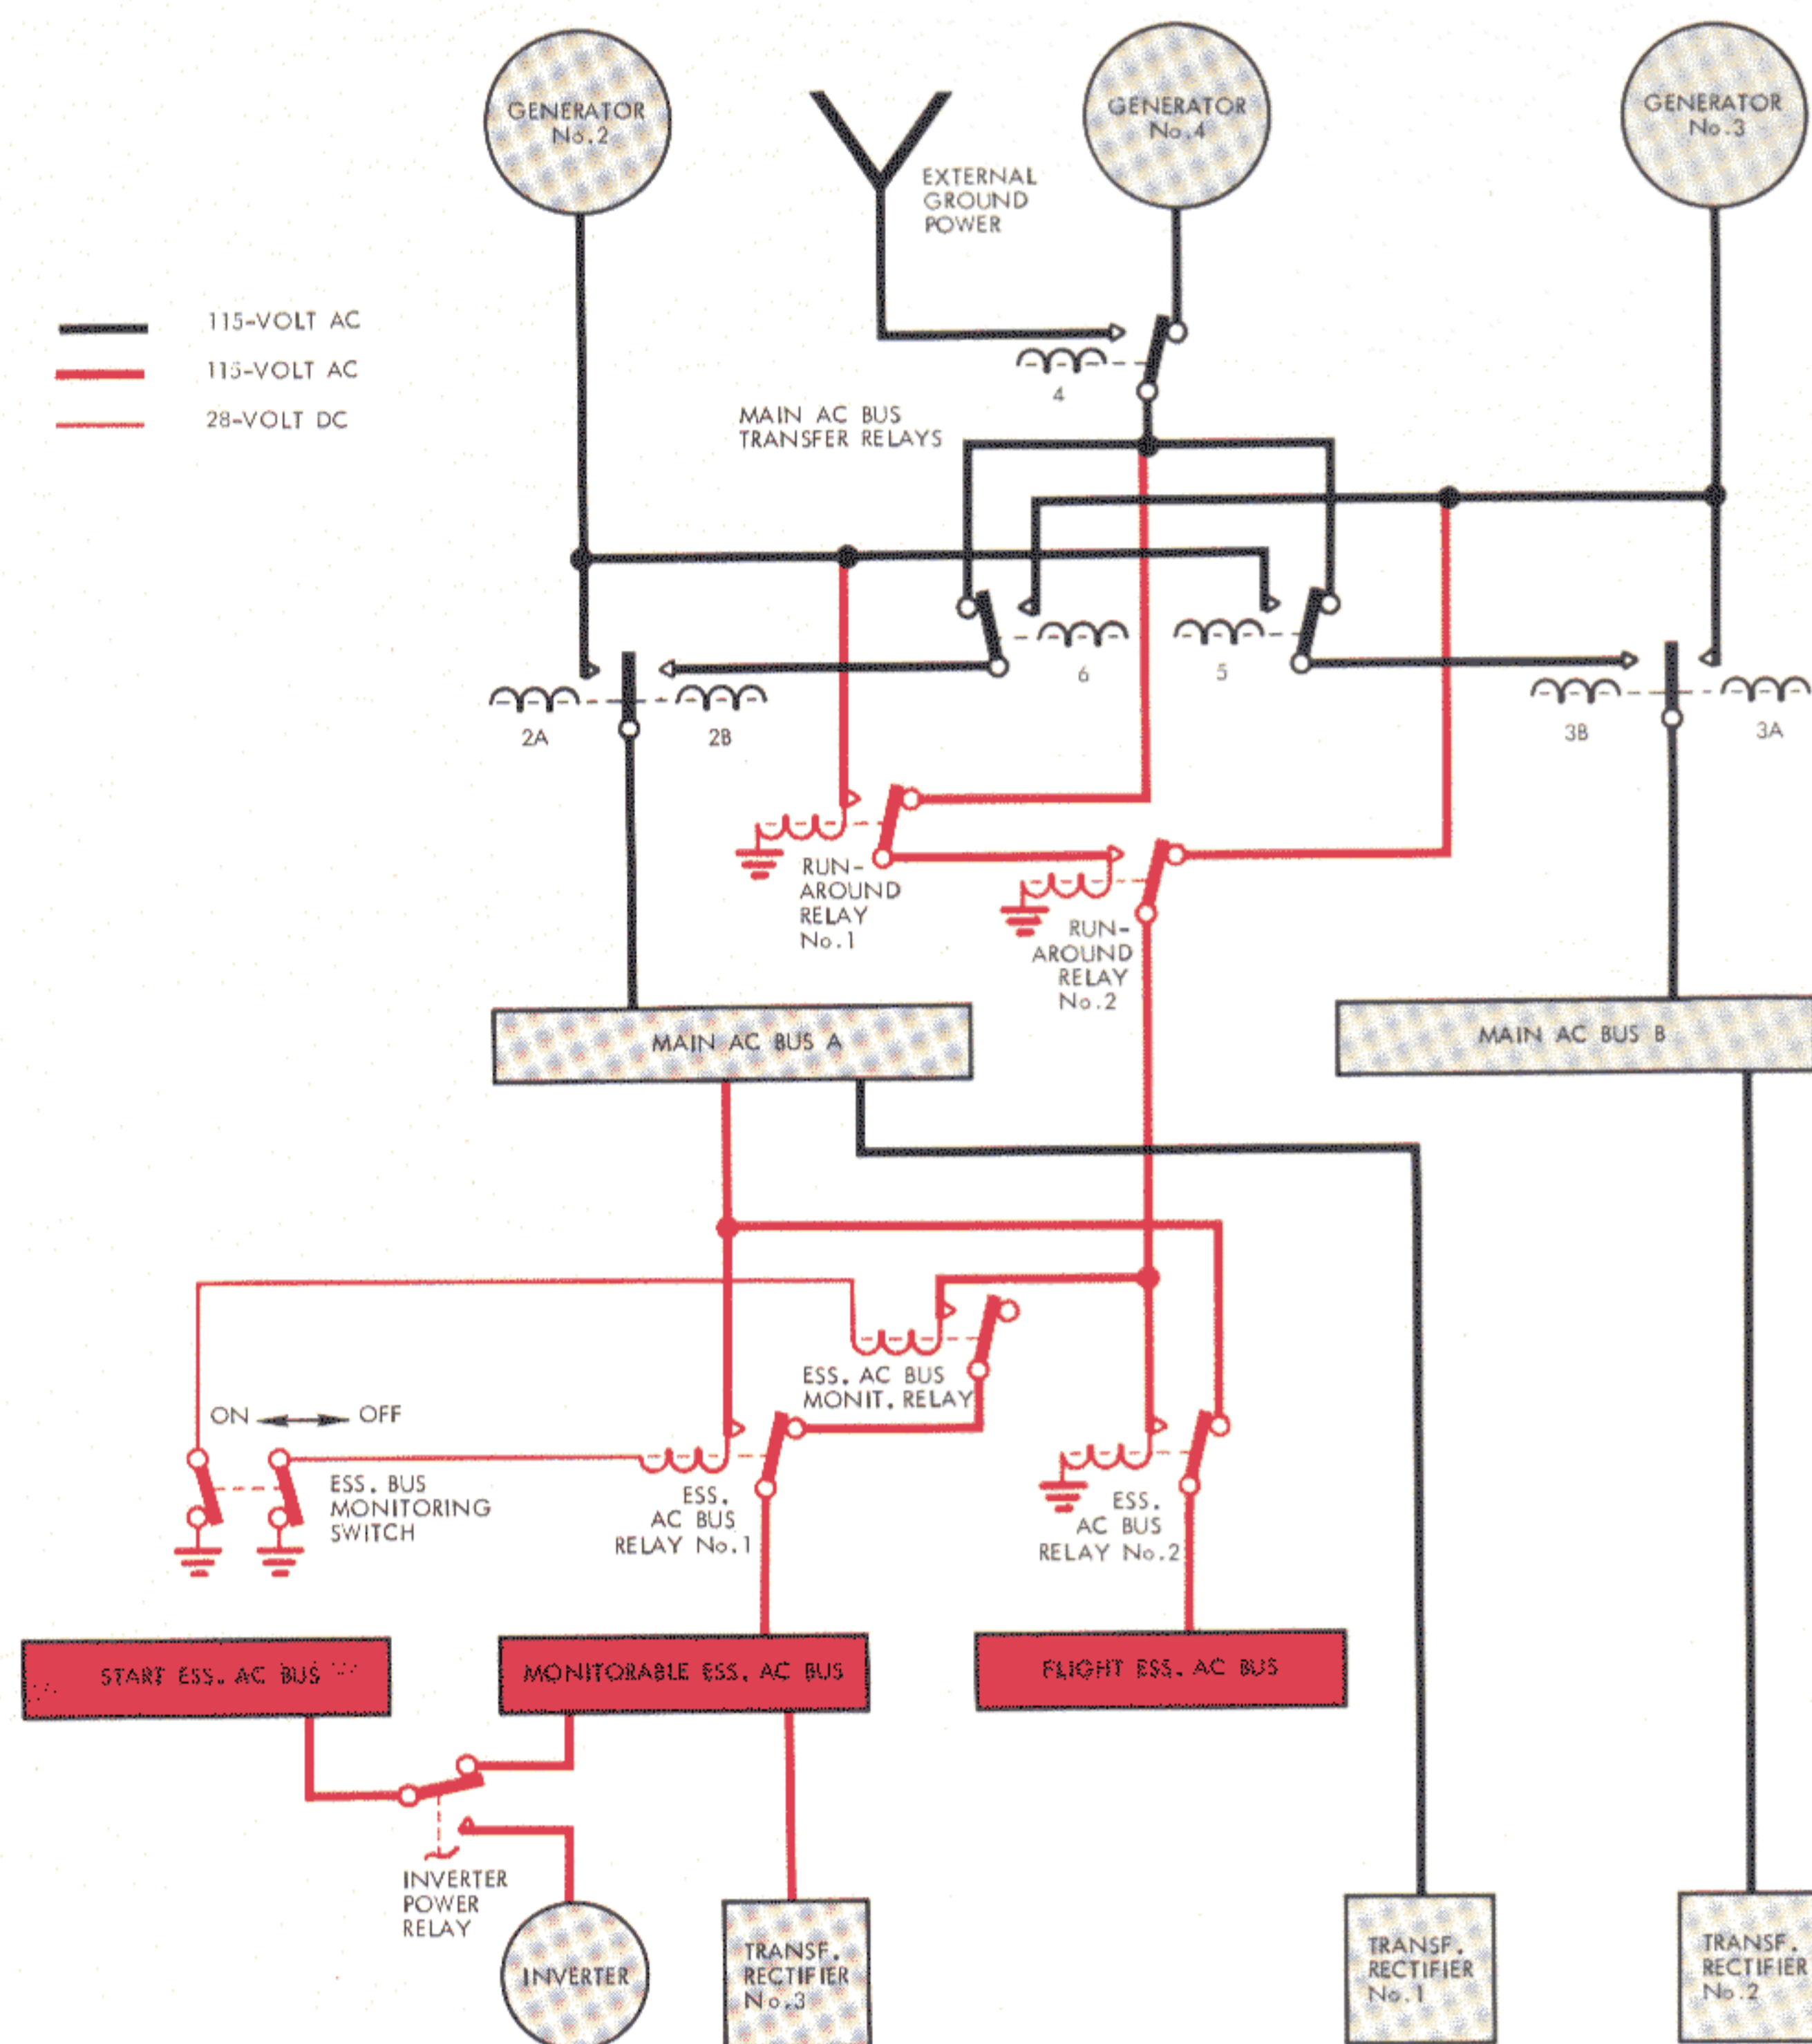 GENERATOR
No.2
GENERATOR
No.4
GENERATOR
No.3
EXTERNAL
GROUND
POWER
115-VOLT AC
115-VOLT AC
28-VOLT DC
4
MAIN AC BUS
TRANSFER RELAYS
6
5
2A
2B
3B
3A
RUN-
AROUND
RELAY
No.1
RUN-
AROUND
RELAY
No.2
MAIN AC BUS A
MAIN AC BUS B
ESS. AC BUS
MONIT. RELAY
ON
OFF
ESS. BUS
MONITORING
SWITCH
ESS.
AC BUS
RELAY No.1
ESS.
AC BUS
RELAY No.2
START ESS. AC BUS
MONITORABLE ESS. AC BUS
FLIGHT ESS. AC BUS
INVERTER
POWER
RELAY
INVERTER
TRANSF.
RECTIFIER
No.3
TRANSF.
RECTIFIER
No.1
TRANSF.
RECTIFIER
No.2